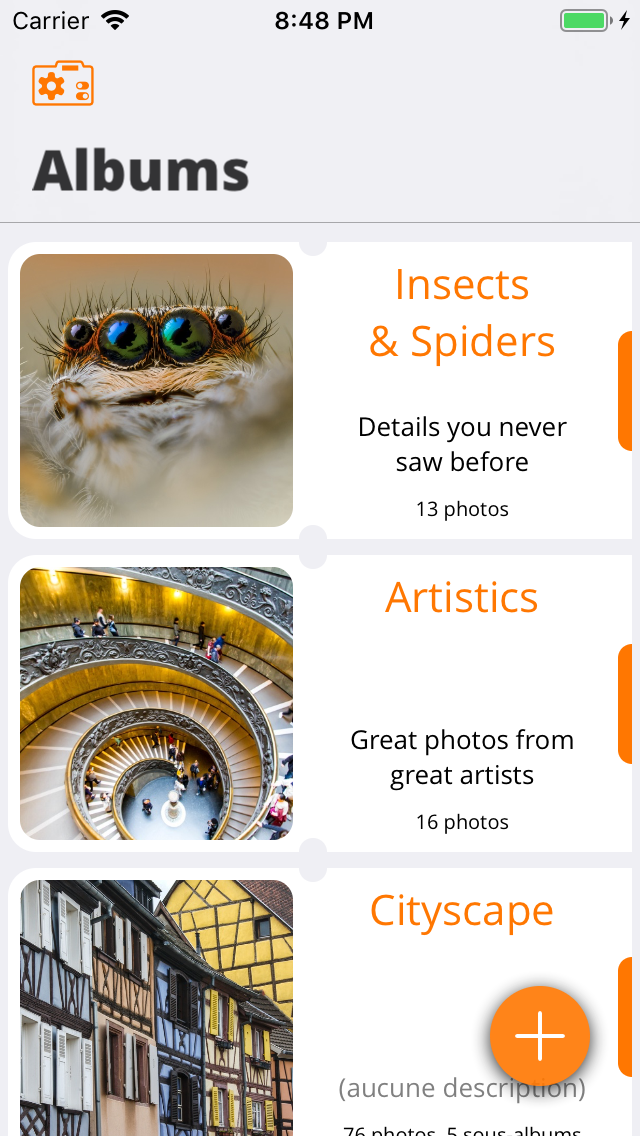 Carrier 8:48 PM
Albums
Insects
& Spiders
Details you never
saw before
13 photos
Artistics
Great photos from
great artists
16 photos
Cityscape
(aucune description)
76 photos, 5 sous-albums